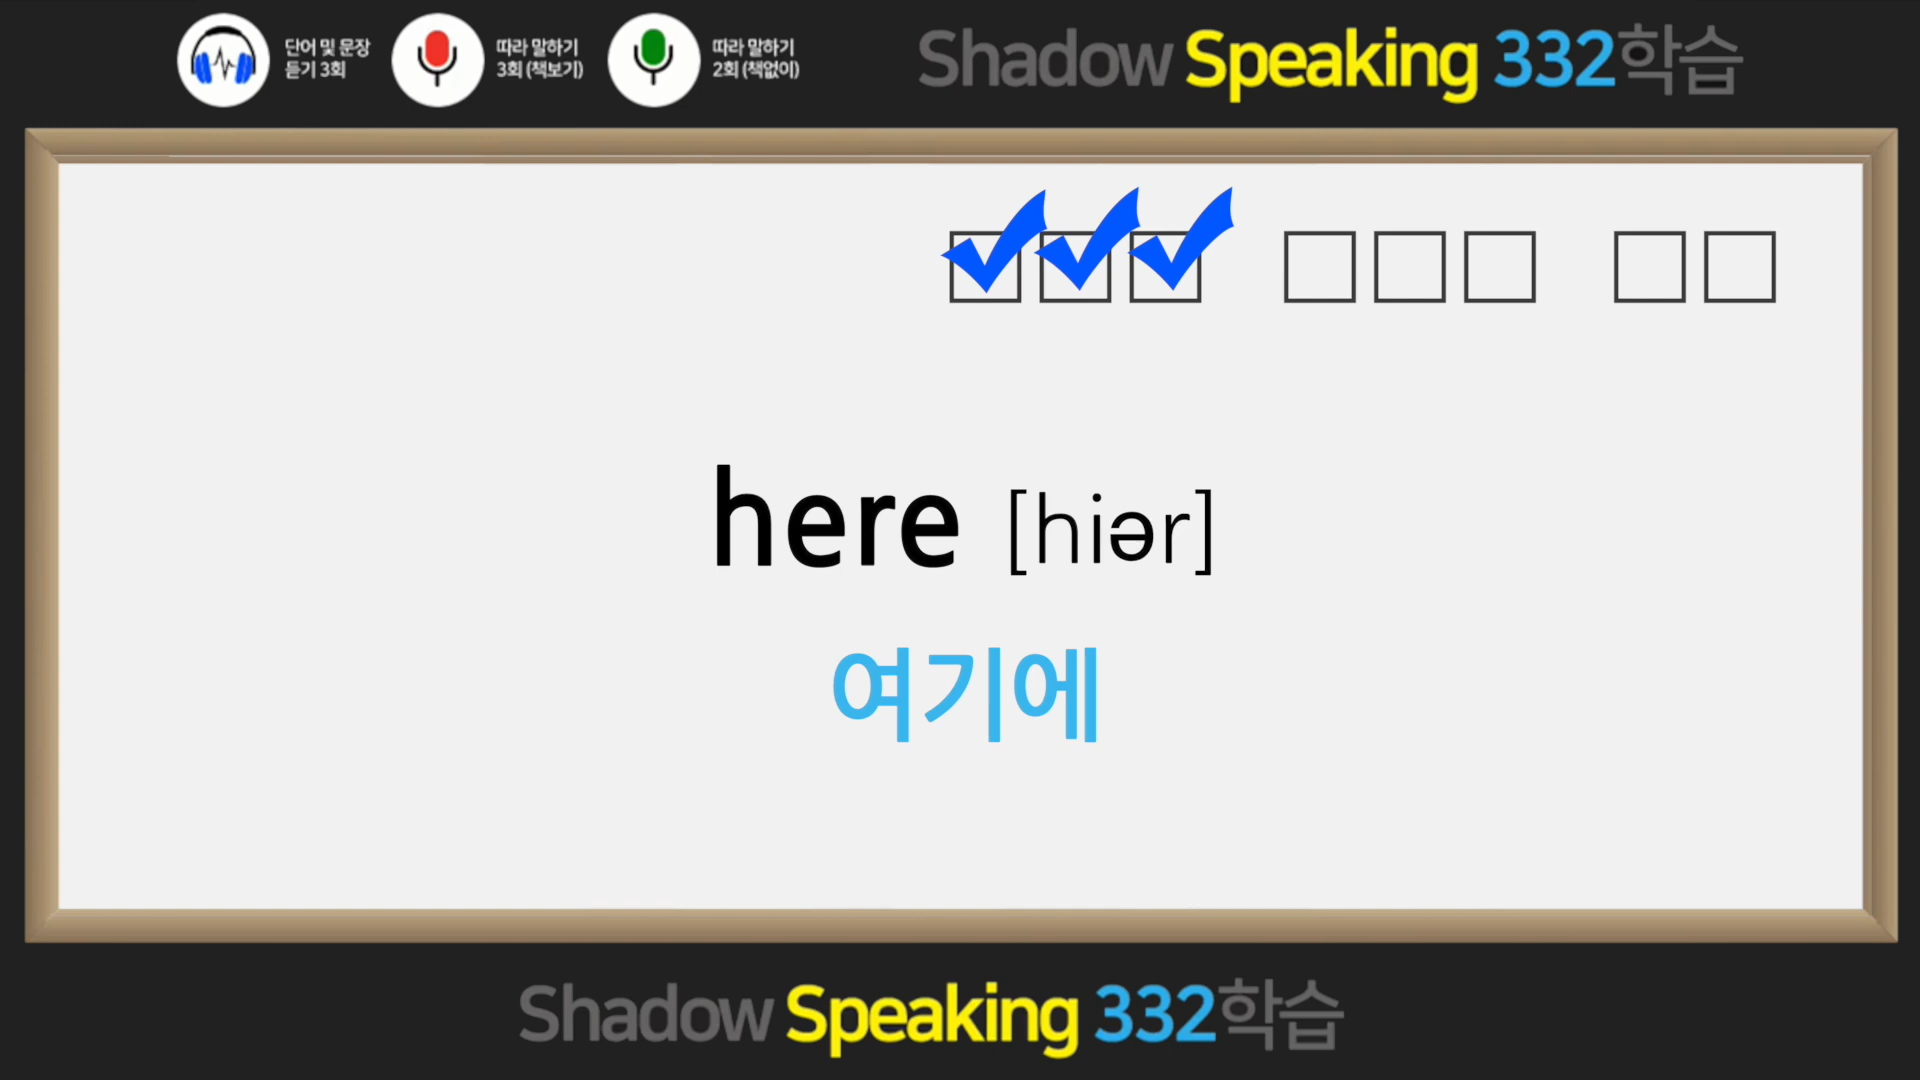 단어 및 문장
듣기 3회
따라 말하기
3회 (책보기)
따라 말하기
2회 (책없이)
Shadow Speaking 332학습
here [hiər]
여기에
Shadow Speaking 332학습